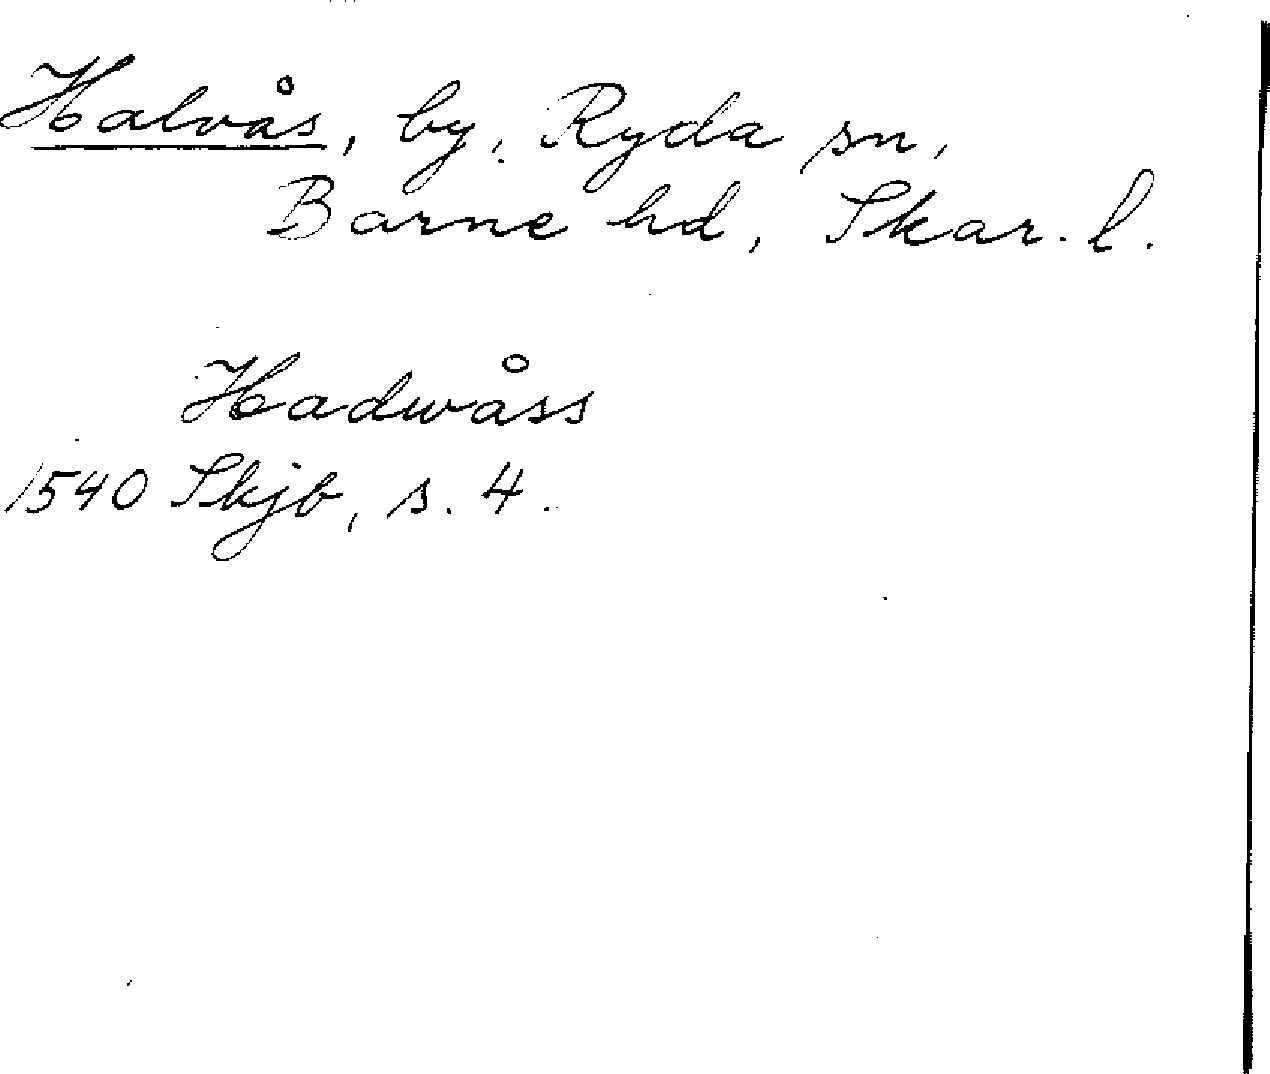 Halvås, by, Ryda sn,
Barne hd, Skar. l.
Hadwåss
1540 Skjb, s. 4.